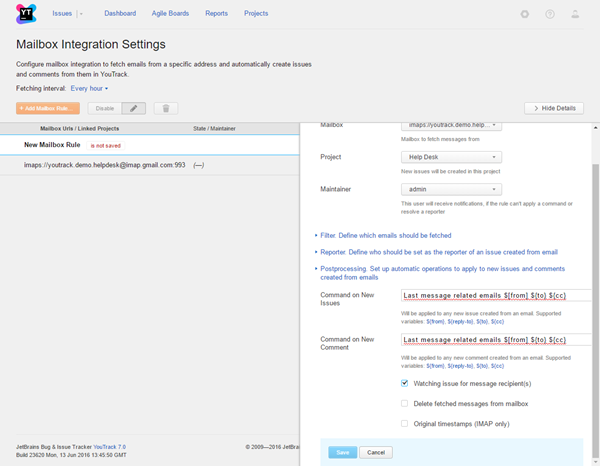 YT
Issues
Dashboard
Agile Boards
Reports
Projects
Mailbox Integration Settings
Configure mailbox integration to fetch emails from a specific address and automatically create issues
and comments from them in YouTrack.
Fetching interval: Every hour
+ Add Mailbox Rule...
Disable
Hide Details
Mailbox Urls / Linked Projects
State / Maintainer
New Mailbox Rule
is not saved
imaps://youtrack.demo.helpdesk@imap.gmail.com:993
(—)
Mailbox
imaps://youtrack.demo.help...
Mailbox to fetch messages from
Project
Help Desk
New issues will be created in this project
Maintainer
admin
This user will receive notifications, if the rule can't apply a command or
resolve a reporter
Filter. Define which emails should be fetched
Reporter. Define who should be set as the reporter of an issue created from email
Postprocessing. Set up automatic operations to apply to new issues and comments
created from emails
Command on New
Issues
Last message related emails ${from} ${to} ${cc}
Will be applied to any new issue created from an email. Supported
variables: ${from}, ${reply-to}, ${to}, ${cc}
Command on New
Comment
Last message related emails ${from} ${to} ${cc}
Will be applied to any new comment created from an email. Supported
variables: ${from}, ${reply-to}, ${to}, ${cc}
Watching issue for message recipient(s)
Delete fetched messages from mailbox
Original timestamps (IMAP only)
Save
Cancel
JetBrains Bug & Issue Tracker YouTrack 7.0
Build 23620 Mon, 13 Jun 2016 13:45:50 GMT
© 2009—2016 JetBrai